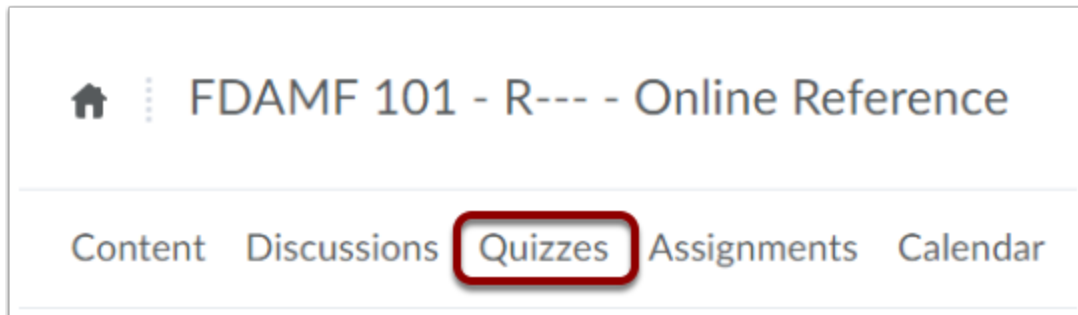 FDAMF 101 - R--- - Online Reference
Content Discussions Quizzes Assignments Calendar